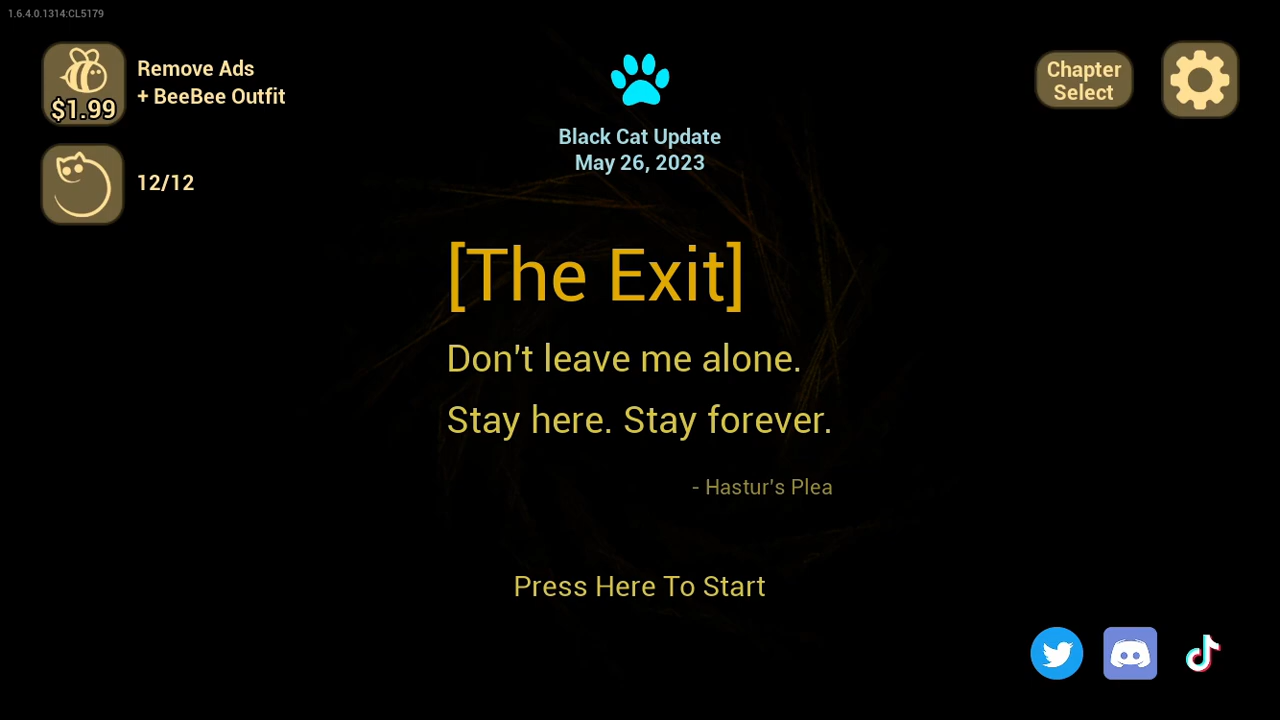 1.6.4.0.1314:CL5179
$1.99
Remove Ads
+ BeeBee Outfit
12/12
Black Cat Update
May 26, 2023
Chapter
Select
[The Exit]
Don't leave me alone.
Stay here. Stay forever.
- Hastur's Plea
Press Here To Start